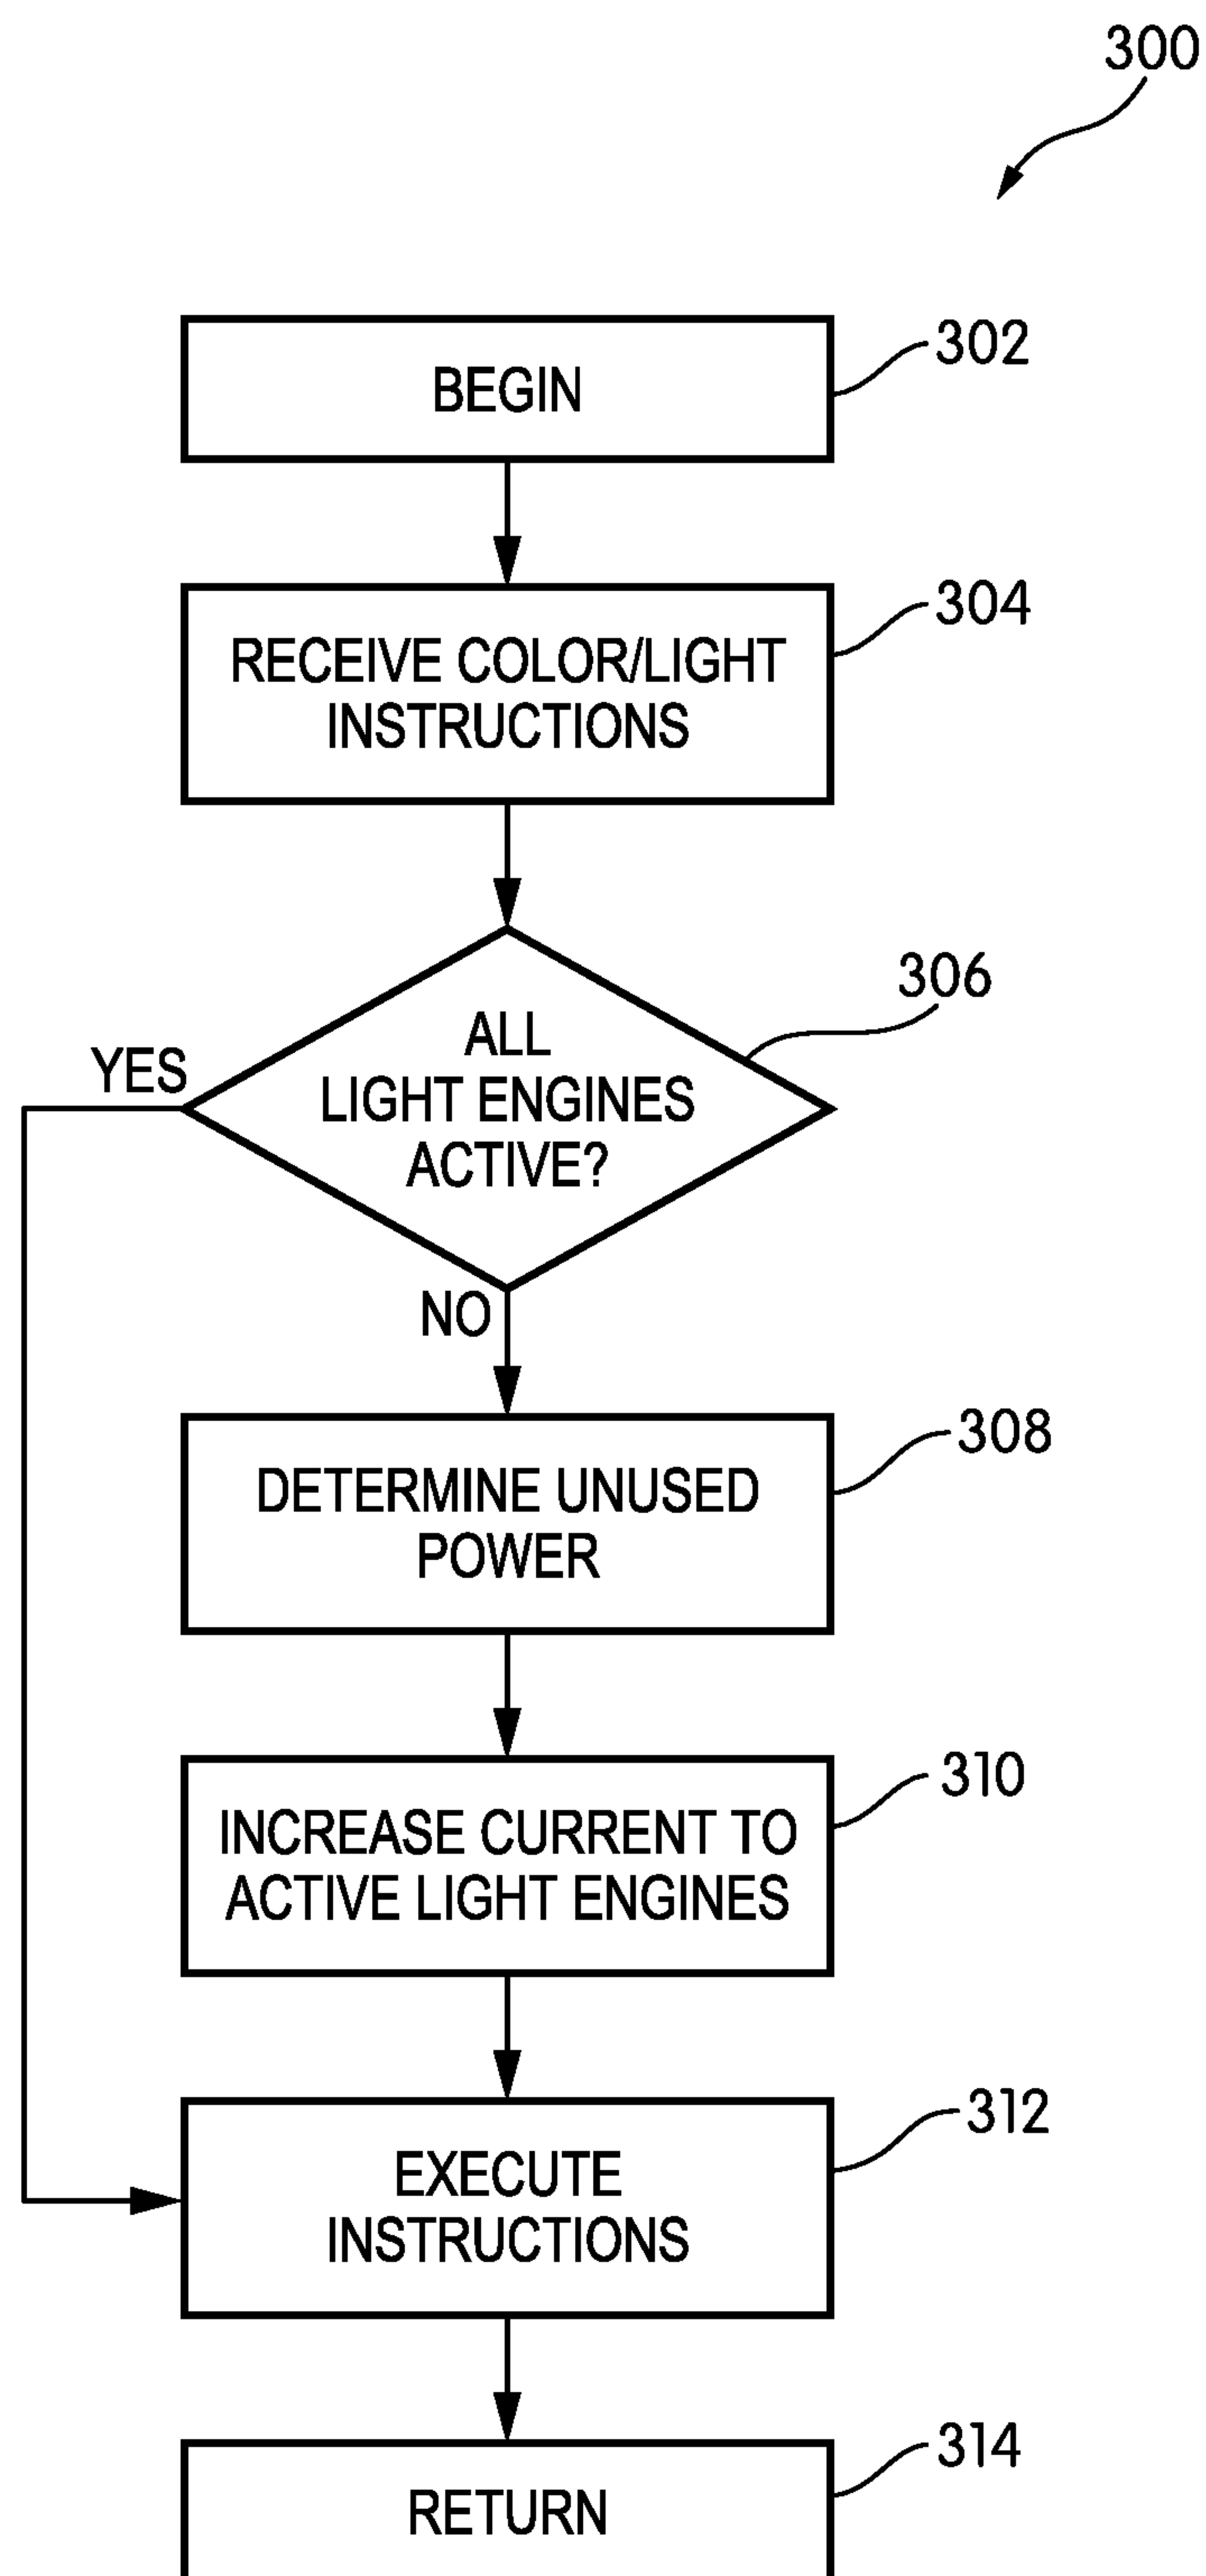 300
BEGIN
302
RECEIVE COLOR/LIGHT
INSTRUCTIONS
304
ALL
LIGHT ENGINES
ACTIVE?
306
YES
NO
DETERMINE UNUSED
POWER
308
INCREASE CURRENT TO
ACTIVE LIGHT ENGINES
310
EXECUTE
INSTRUCTIONS
312
RETURN
314